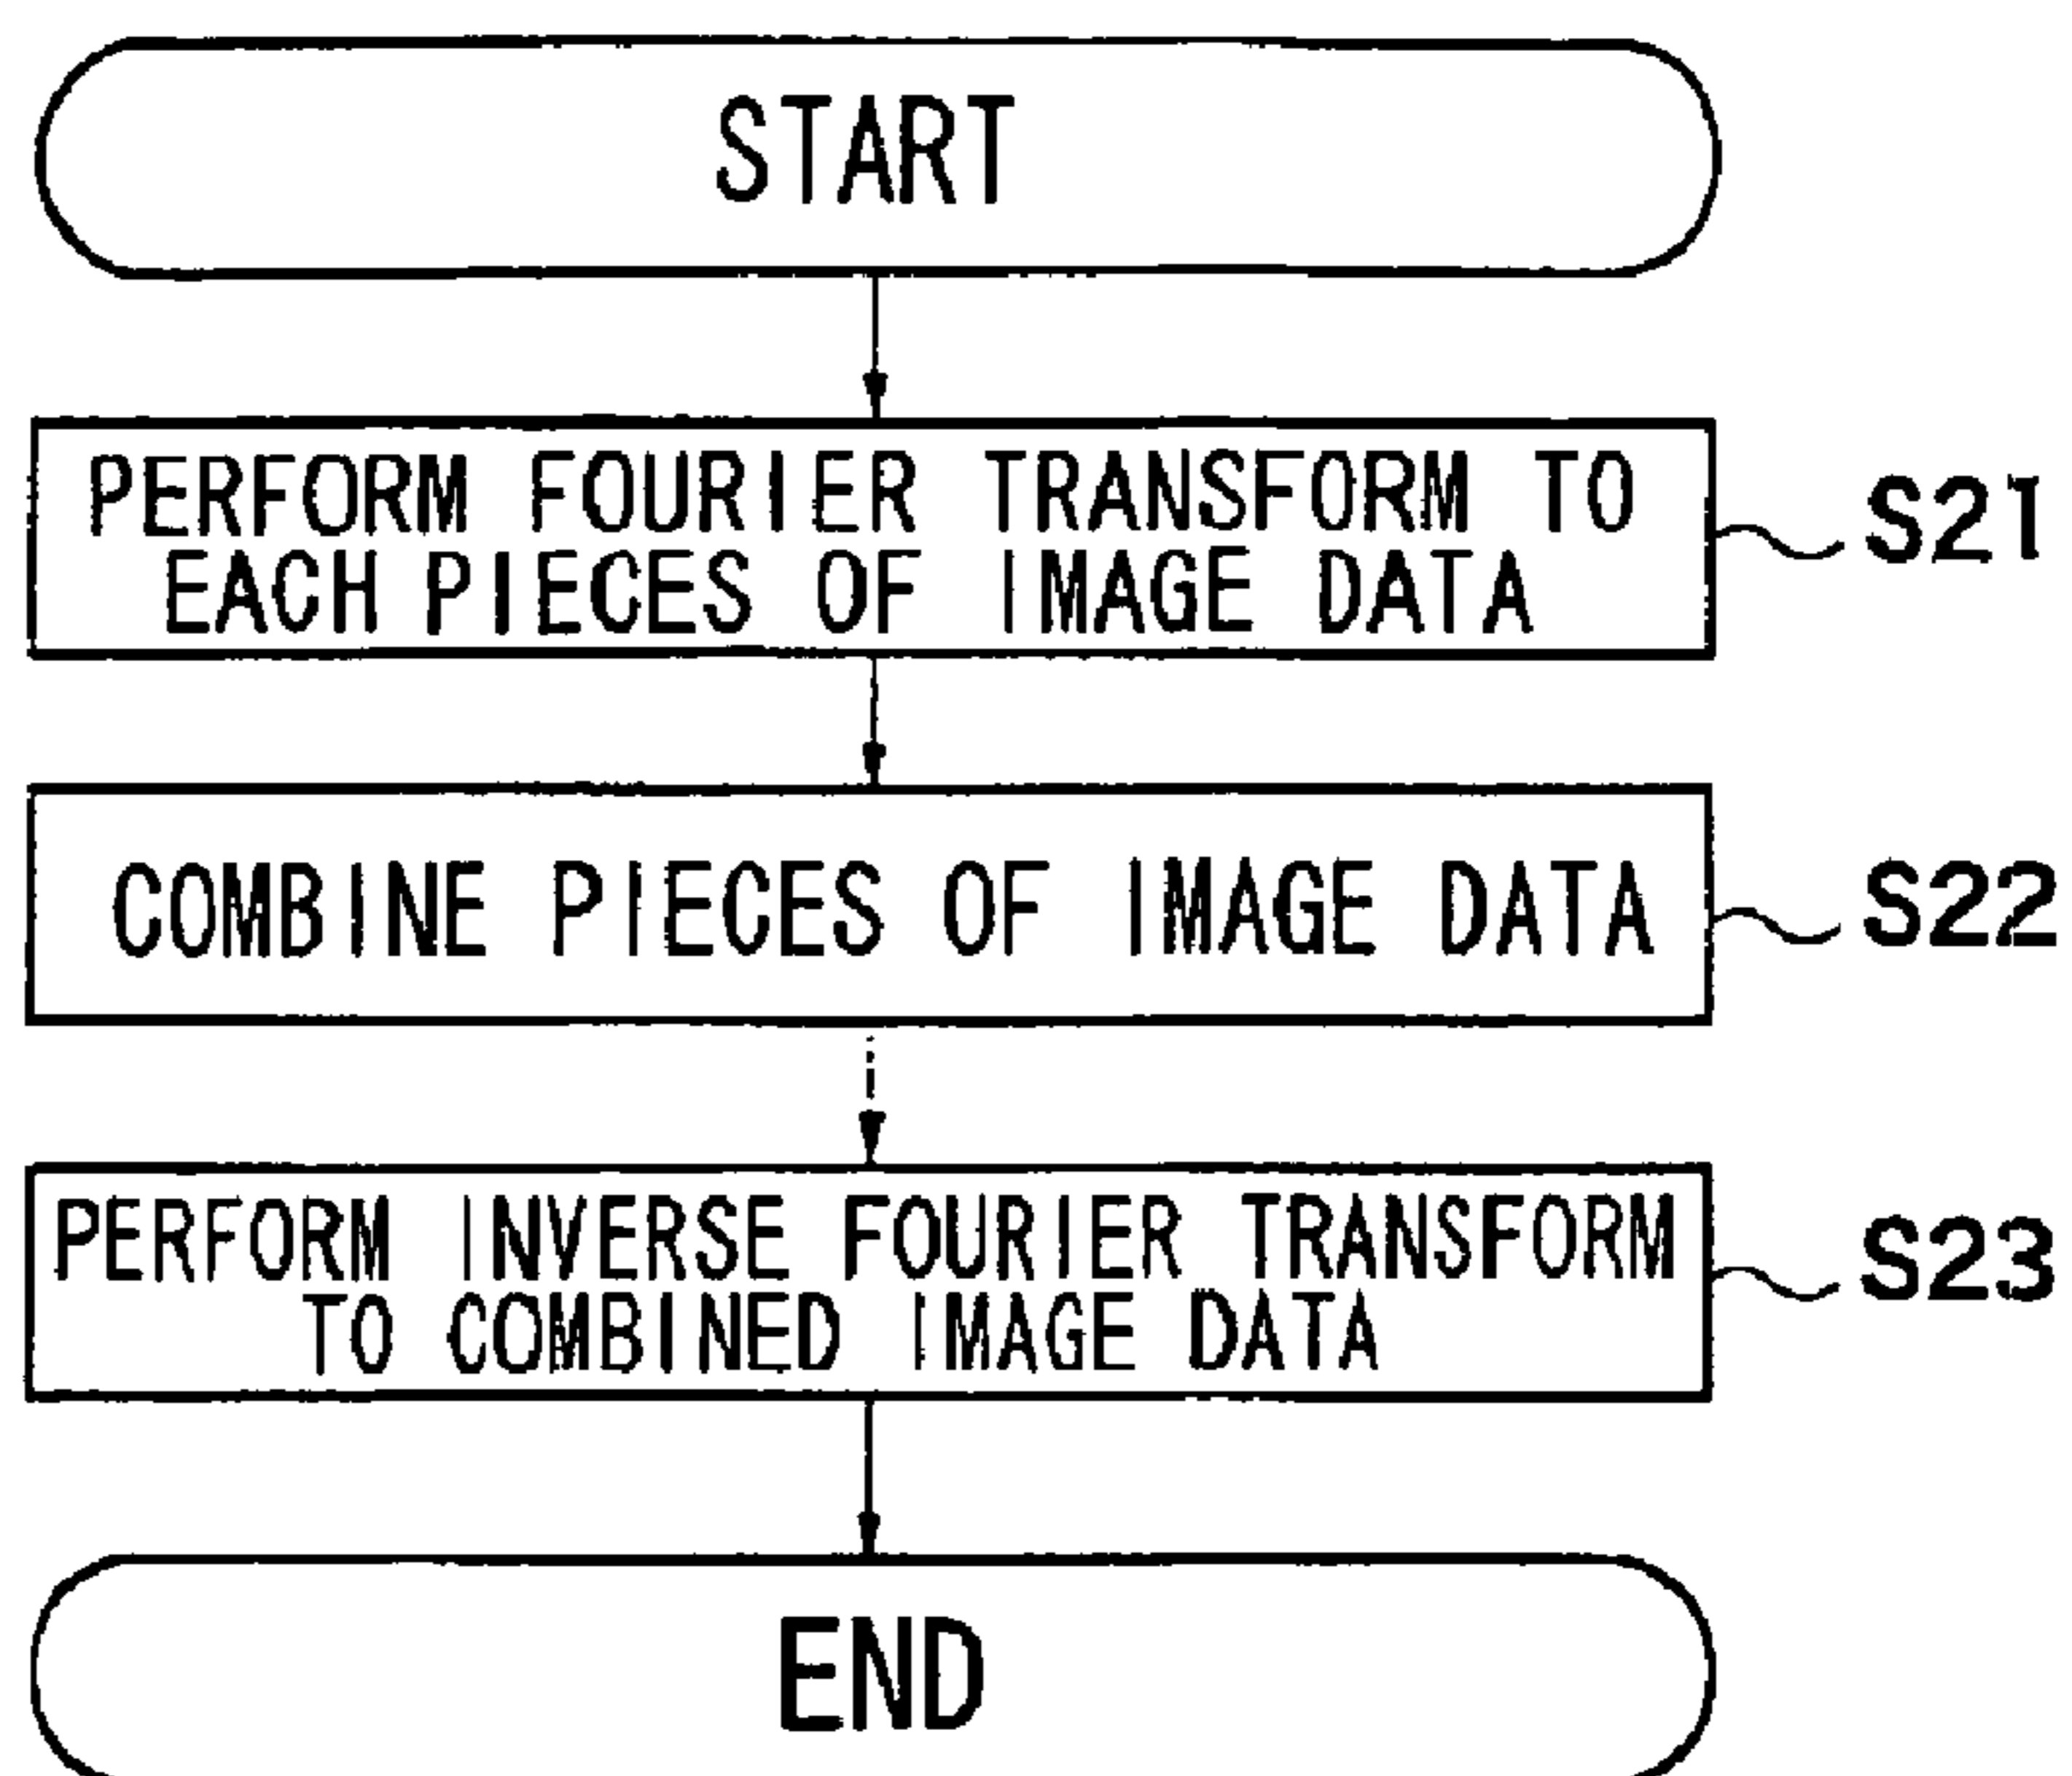 START
PERFORM FOURIER TRANSFORM TO
EACH PIECES OF IMAGE DATA
S21
COMBINE PIECES OF IMAGE DATA
S22
PERFORM INVERSE FOURIER TRANSFORM
TO COMBINED IMAGE DATA
S23
END